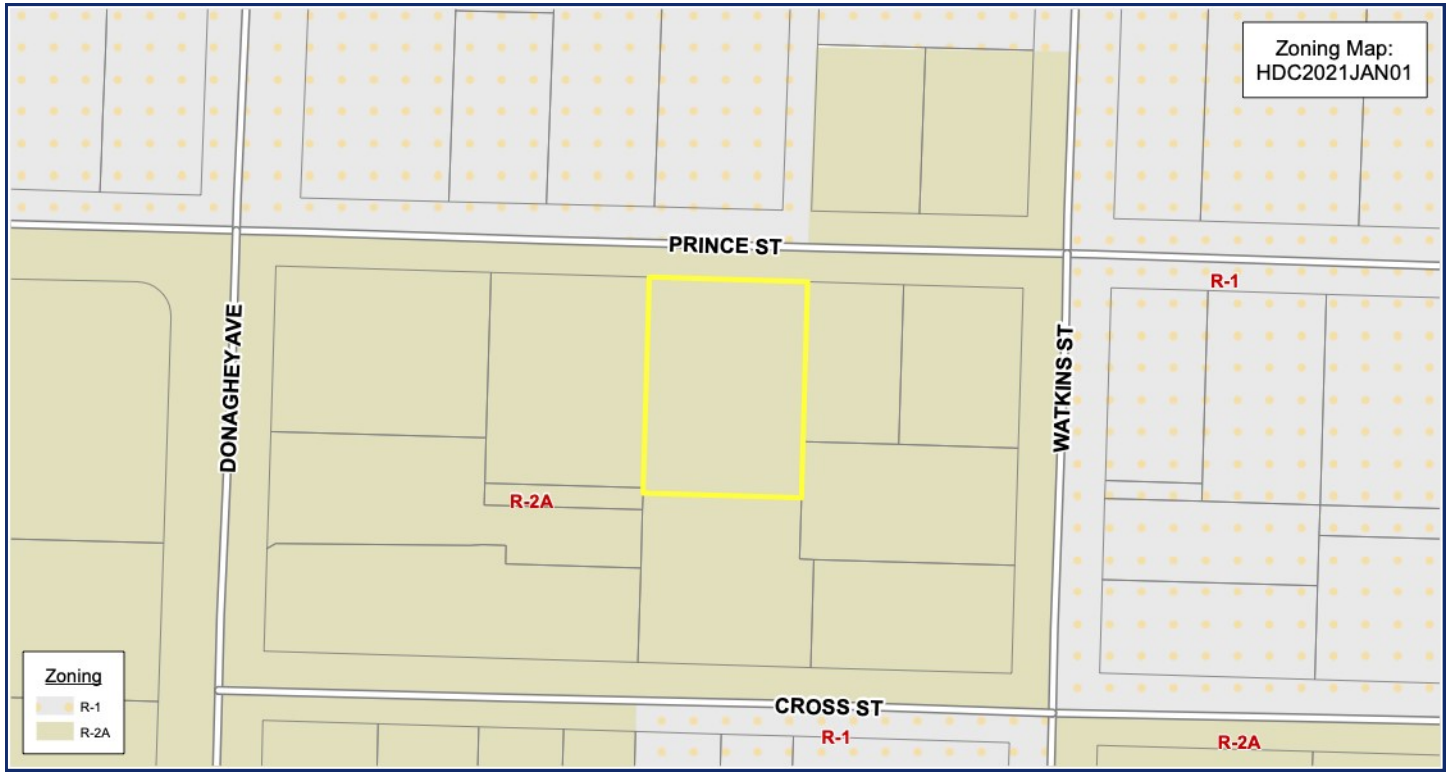 Zoning Map:
HDC2021JAN01
PRINCE ST
R-1
DONAGHEY AVE
WATKINS ST
R-2A
Zoning
R-1
R-2A
CROSS ST
R-1
R-2A